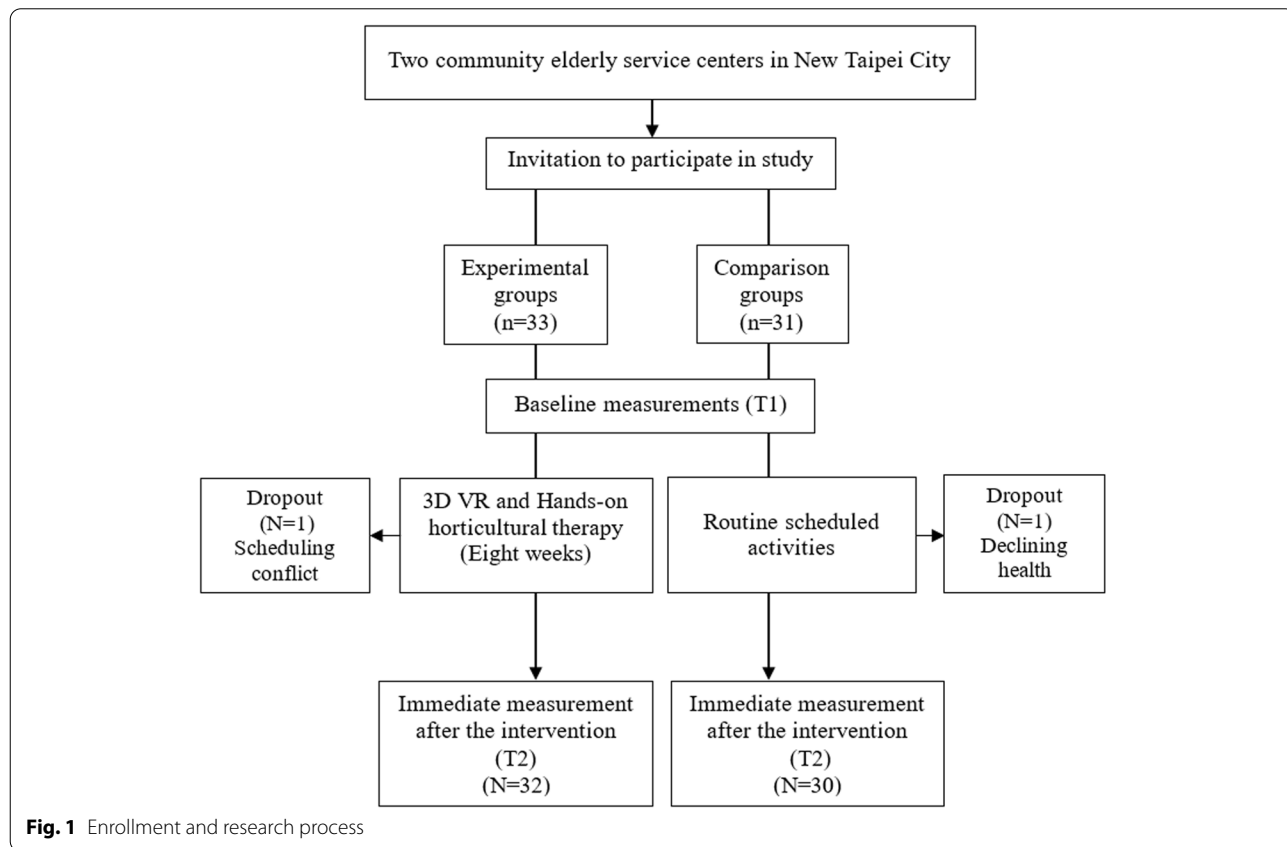 Two community elderly service centers in New Taipei City
Invitation to participate in study
Experimental
groups
(n=33)
Comparison
groups
(n=31)
Baseline measurements (T1)
Dropout
(N=1)
Scheduling
conflict
3D VR and Hands-on
horticultural therapy
(Eight weeks)
Routine scheduled
activities
Dropout
(N=1)
Declining
health
Immediate measurement
after the intervention
(T2)
(N=32)
Immediate measurement
after the intervention
(T2)
(N=30)
Fig. 1 Enrollment and research process